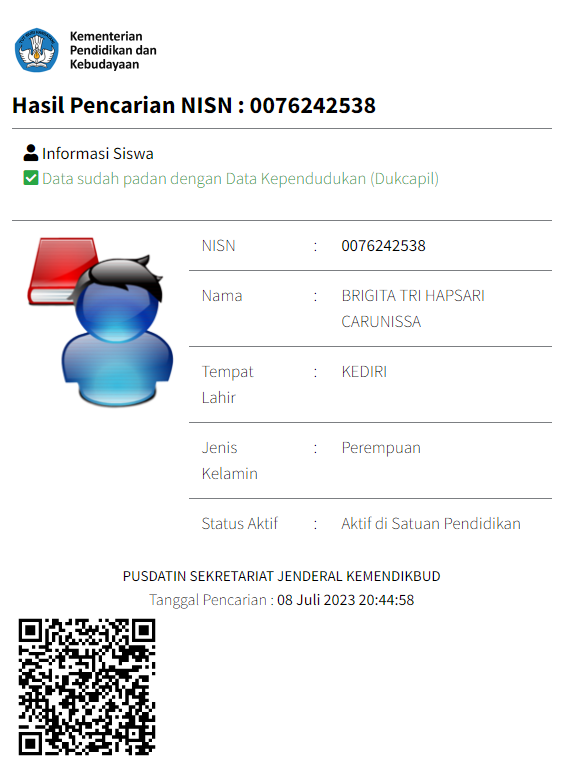 Kementerian
Pendidikan dan
Kebudayaan
Hasil Pencarian NISN : 0076242538
Informasi Siswa
Data sudah padan dengan Data Kependudukan (Dukcapil)
NISN : 0076242538
Nama : BRIGITA TRI HAPSARI
CARUNISSA
Tempat : KEDIRI
Lahir
Jenis : Perempuan
Kelamin
Status Aktif : Aktif di Satuan Pendidikan
PUSDATIN SEKRETARIAT JENDERAL KEMENDIKBUD
Tanggal Pencarian : 08 Juli 2023 20:44:58